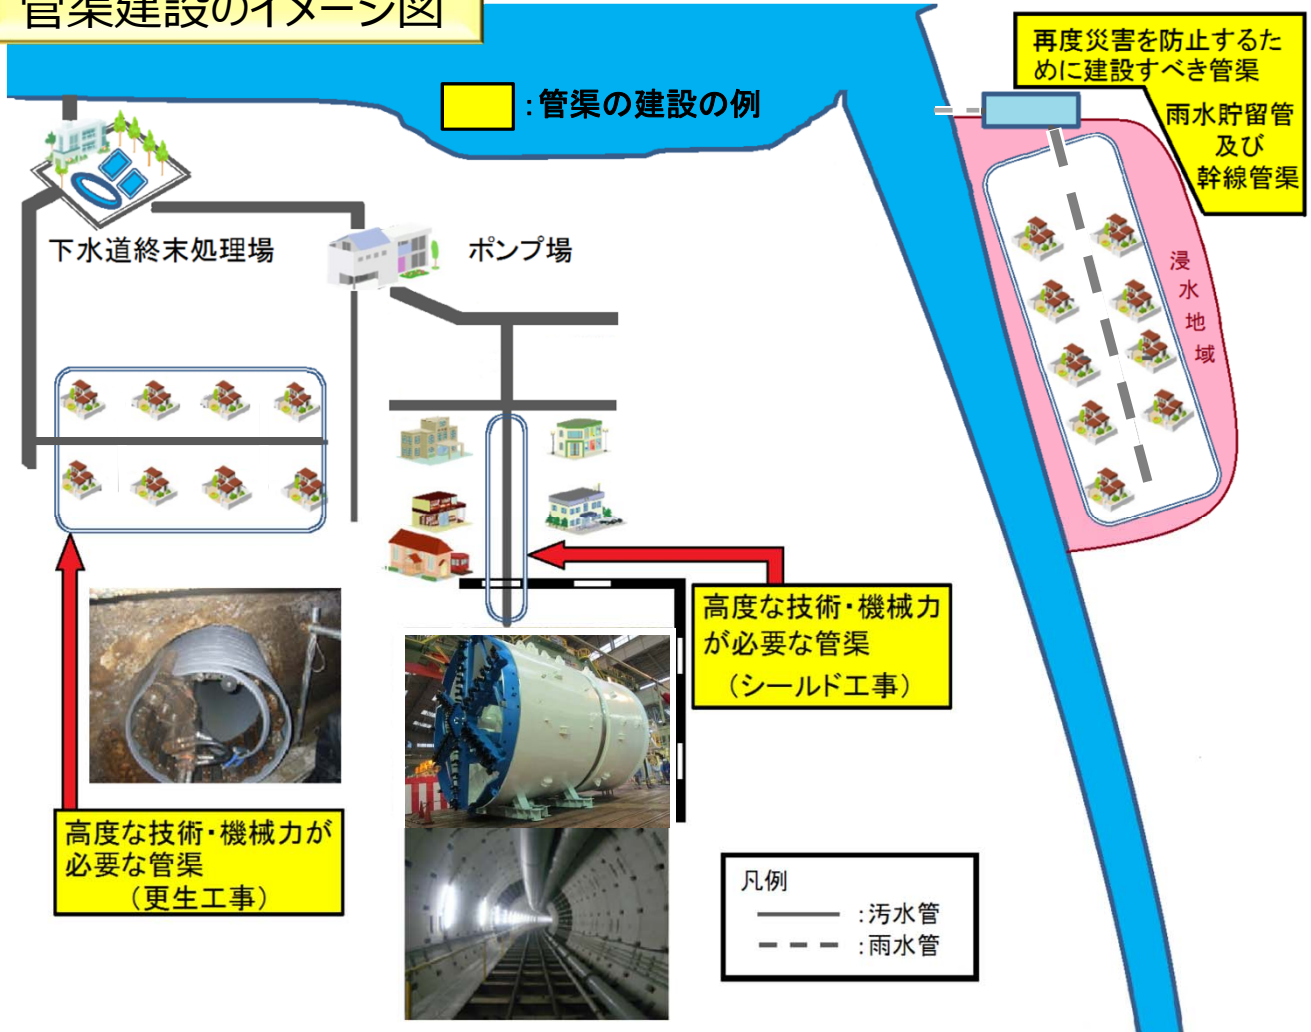 管渠建設のイメージ図
:管渠の建設の例
再度災害を防止するた
めに建設すべき管渠
雨水貯留管
及び
幹線管渠
下水道終末処理場
ポンプ場
浸水地域
高度な技術・機械力
が必要な管渠
(シールド工事)
高度な技術・機械力が
必要な管渠
(更生工事)
凡例
:汚水管
:雨水管